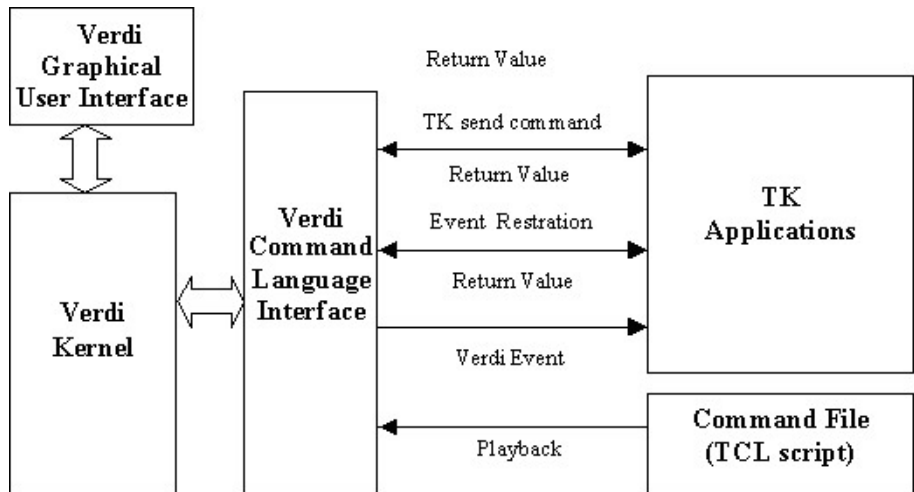 Verdi
Graphical
User Interface
Return Value
TK send command
Return Value
Event Restration
Return Value
Verdi Event
Playback
Verdi
Command
Language
Interface
Verdi
Kernel
TK
Applications
Command File
(TCL script)